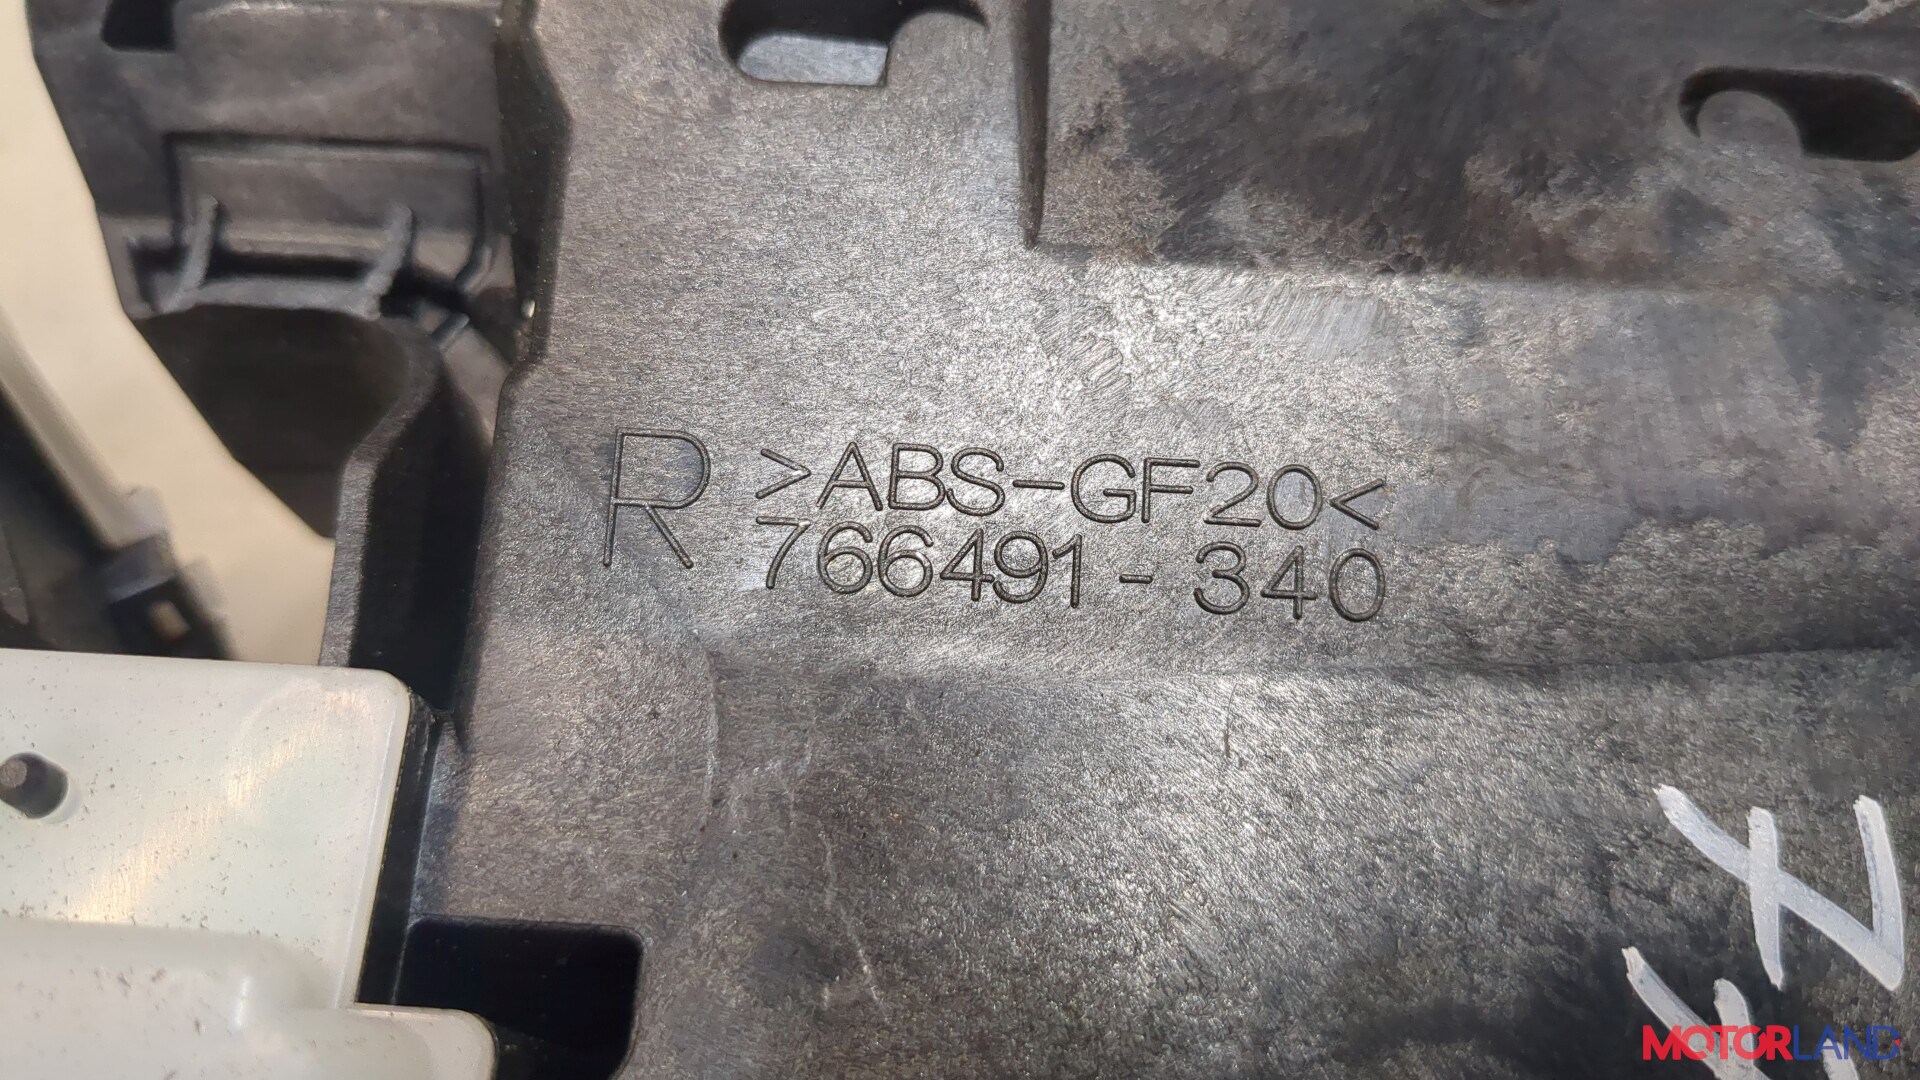 R >ABS-GF20<
766491-340
MOTORLAND